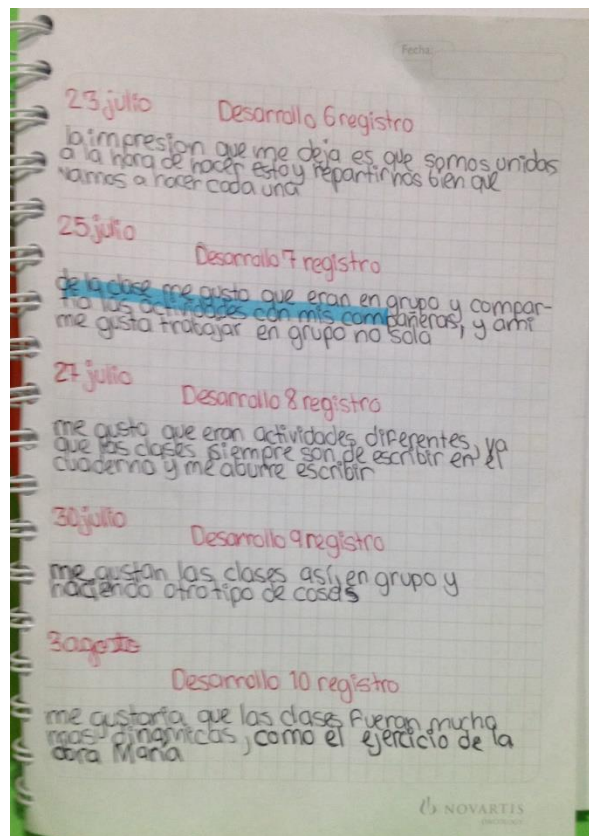 Fecha:
23 julio Desarrollo 6 registro
la impresion que me deja es que somos unidas
a la hora de hacer esto y repartirnos bien que
vamos a hacer cada una
25 julio
Desarrollo 7 registro
de la clase me gusto que eran en grupo y compar-
tio las actividades con mis compañeras, y ami
me gusta trabajar en grupo no sola
27 julio
Desarrollo 8 registro
me gusto que eran actividades diferentes, ya
que las clases siempre son de escribir en el
cuaderno y me aburre escribir
30 julio
Desarrollo 9 registro
me gustan las clases así, en grupo y
haciendo otro tipo de cosas
3 agosto
Desarrollo 10 registro
me gustaría que las clases fueran mucho
mas dinamicas, como el ejercicio de la
obra María
NOVARTIS
ONCOLOGY